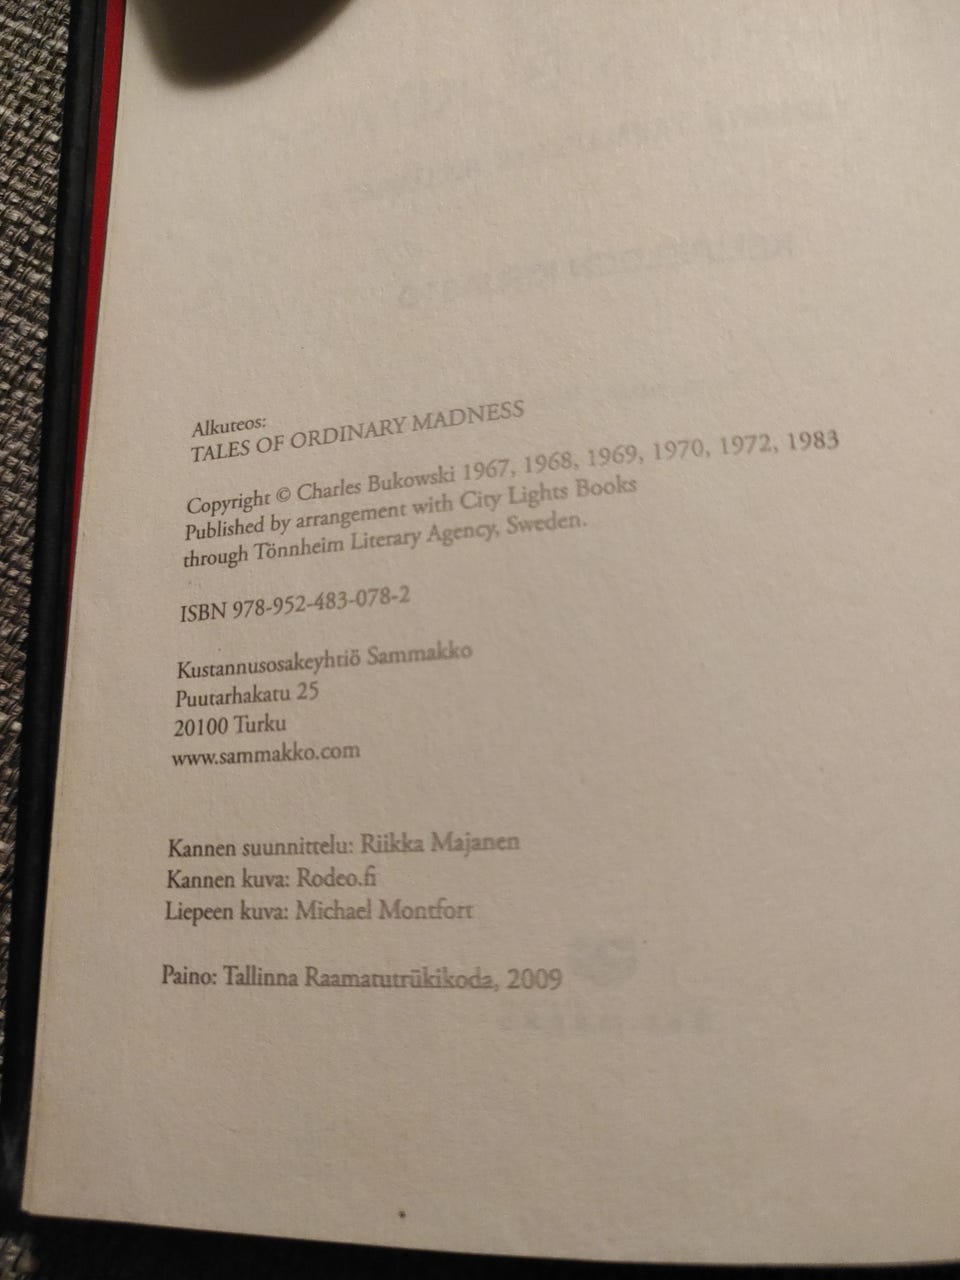 Alkuteos:
TALES OF ORDINARY MADNESS
Copyright © Charles Bukowski 1967, 1968, 1969, 1970, 1972, 1983
Published by arrangement with City Lights Books
through Tönnheim Literary Agency, Sweden.
ISBN 978-952-483-078-2
Kustannusosakeyhtiö Sammakko
Puutarhakatu 25
20100 Turku
www.sammakko.com
Kannen suunnittelu: Riikka Majanen
Kannen kuva: Rodeo.fi
Liepeen kuva: Michael Montfort
Paino: Tallinna Raamatutrükikoda, 2009